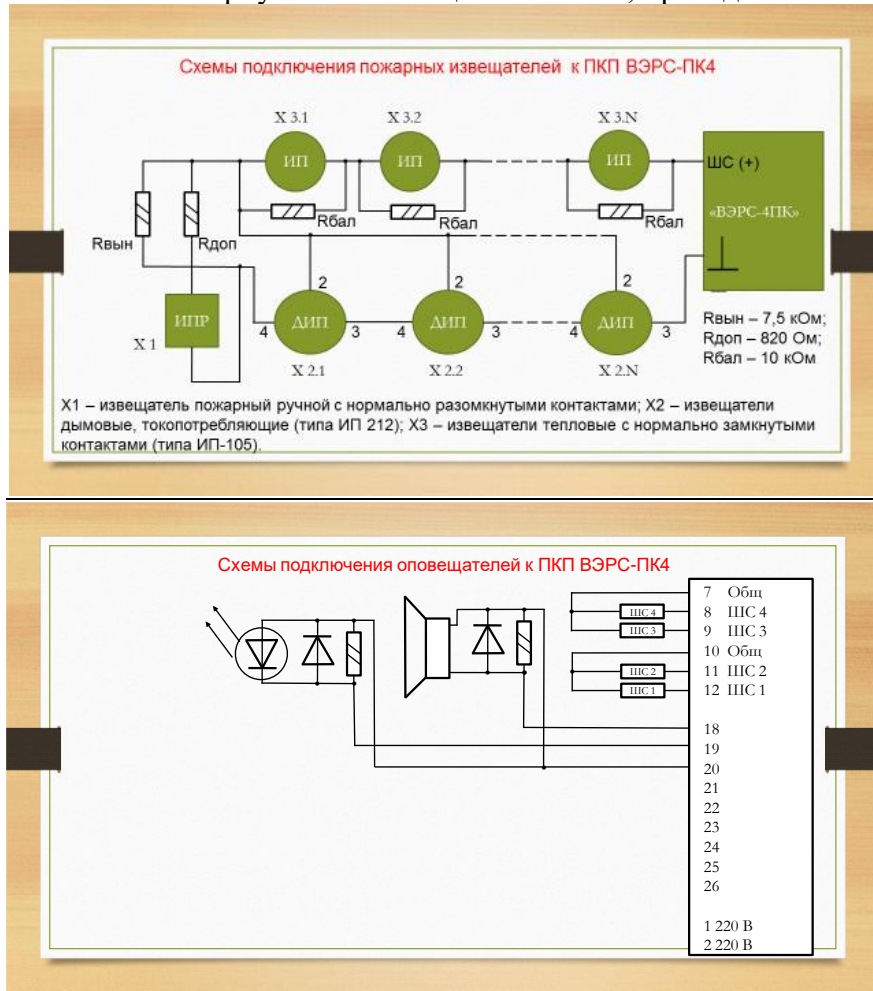 Схемы подключения пожарных извещателей к ПКП ВЭРС-ПК4
X 3.1
X 3.2
X 3.N
ИП
ИП
ИП
ШС (+)
«ВЭРС-4ПК»
Rбал
Rбал
Rбал
Rвын
Rдоп
2
2
2
ИПР
X 1
4
ДИП
3
4
ДИП
3
4
ДИП
3
X 2.1
X 2.2
X 2.N
Rвын – 7,5 кОм;
Rдоп – 820 Ом;
Rбал – 10 кОм
X1 – извещатель пожарный ручной с нормально разомкнутыми контактами; X2 – извещатели
дымовые, токопотребляющие (типа ИП 212); X3 – извещатели тепловые с нормально замкнутыми
контактами (типа ИП-105).
Схемы подключения оповещателей к ПКП ВЭРС-ПК4
7 Общ
ШС 4
8 ШС 4
ШС 3
9 ШС 3
10 Общ
ШС 2
11 ШС 2
ШС 1
12 ШС 1
18
19
20
21
22
23
24
25
26
1 220 В
2 220 В